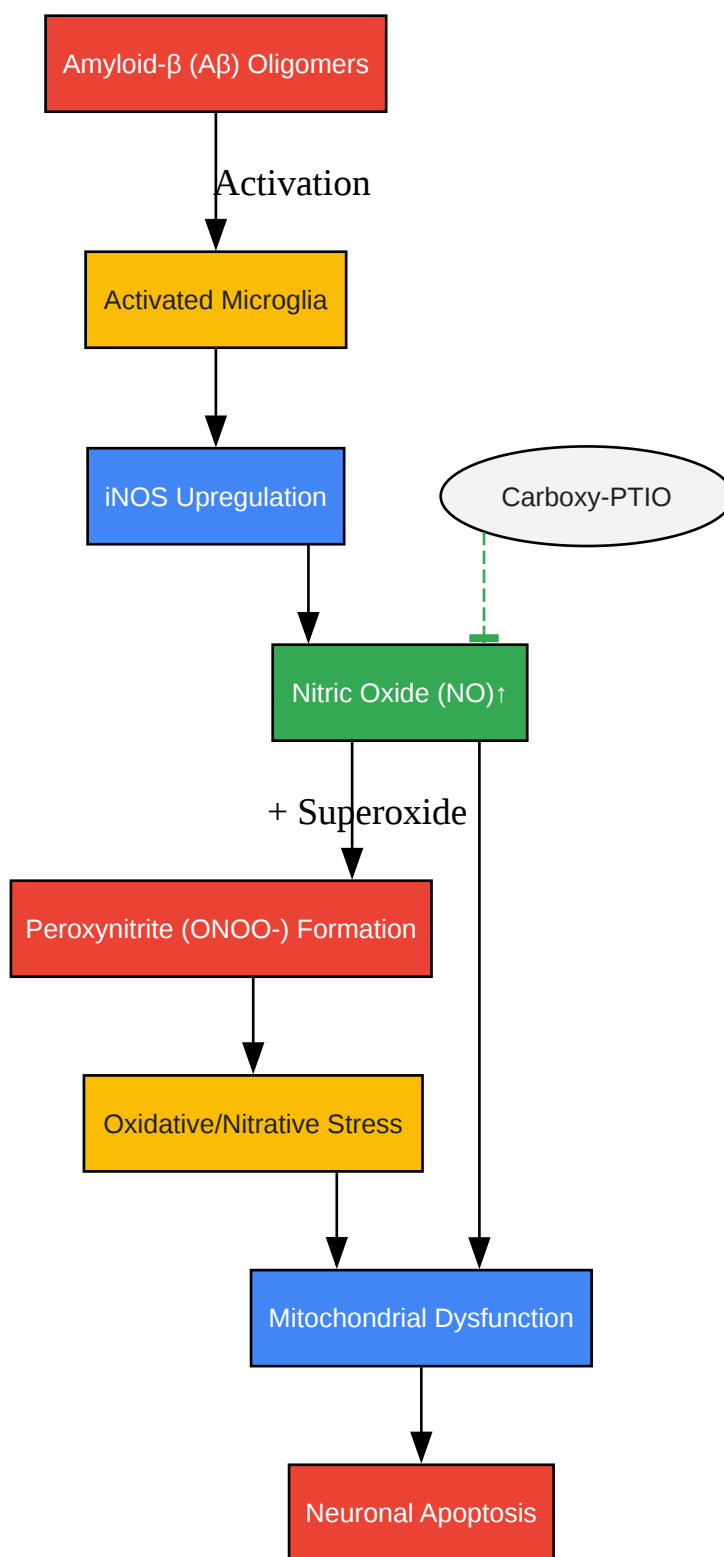 Amyloid-β (Aβ) Oligomers
Activation
Activated Microglia
iNOS Upregulation
Carboxy-PTIO
Nitric Oxide (NO)↑
+ Superoxide
Peroxynitrite (ONOO-) Formation
Oxidative/Nitrative Stress
Mitochondrial Dysfunction
Neuronal Apoptosis